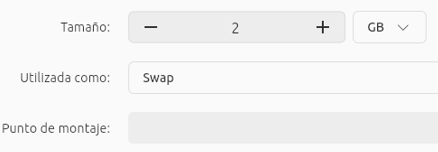 Tamaño: 2 GB
Utilizada como: Swap
Punto de montaje: